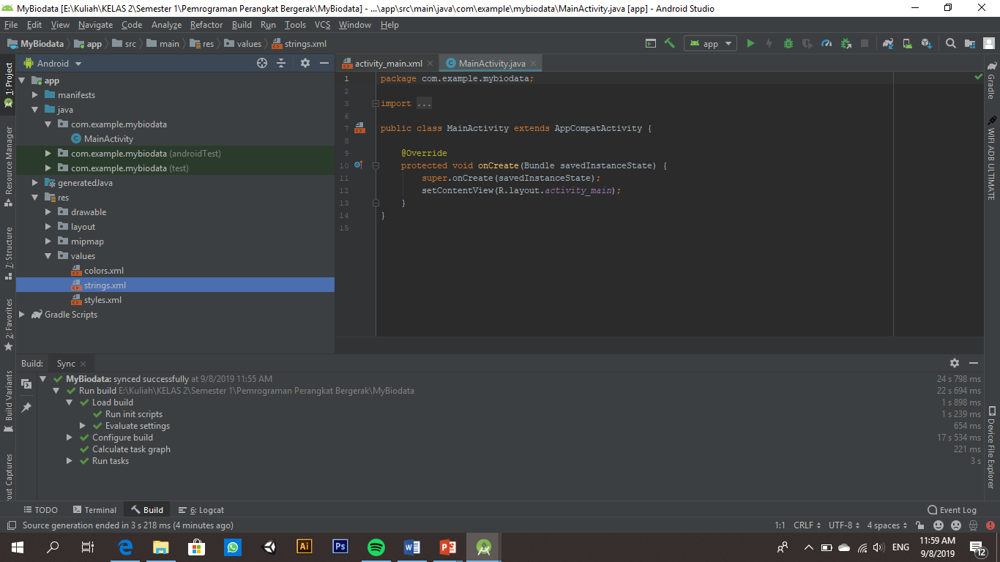 MyBiodata [E:\Kuliah\KELAS 2\Semester 1\Pemrograman Perangkat Bergerak\MyBiodata] - ...\app\src\main\java\com\example\mybiodata\MainActivity.java [app] - Android Studio
File Edit View Navigate Code Analyze Refactor Build Run Tools VCS Window Help
MyBiodata app src main res values strings.xml
app
1: Project
Resource Manager
7: Structure
2: Favorites
Build Variants
out Captures
Android
app
manifests
java
com.example.mybiodata
MainActivity
com.example.mybiodata (androidTest)
com.example.mybiodata (test)
generatedJava
res
drawable
layout
mipmap
values
colors.xml
strings.xml
styles.xml
Gradle Scripts
activity_main.xml MainActivity.java
1 package com.example.mybiodata;
2
3 import ...
6
7 public class MainActivity extends AppCompatActivity {
8
9 @Override
10 protected void onCreate(Bundle savedInstanceState) {
11 super.onCreate(savedInstanceState);
12 setContentView(R.layout.activity_main);
13 }
14 }
15
Gradle
WIFI ADB ULTIMATE
Device File Explorer
Build: Sync
MyBiodata: synced successfully at 9/8/2019 11:55 AM 24 s 798 ms
Run build E:\Kuliah\KELAS 2\Semester 1\Pemrograman Perangkat Bergerak\MyBiodata 22 s 694 ms
Load build 1 s 898 ms
Run init scripts 1 s 239 ms
Evaluate settings 654 ms
Configure build 17 s 534 ms
Calculate task graph 221 ms
Run tasks 3 s
TODO Terminal Build 6: Logcat Event Log
Source generation ended in 3 s 218 ms (4 minutes ago) 1:1 CRLF UTF-8 4 spaces
Ai Ps ENG 11:59 AM
9/8/2019 12